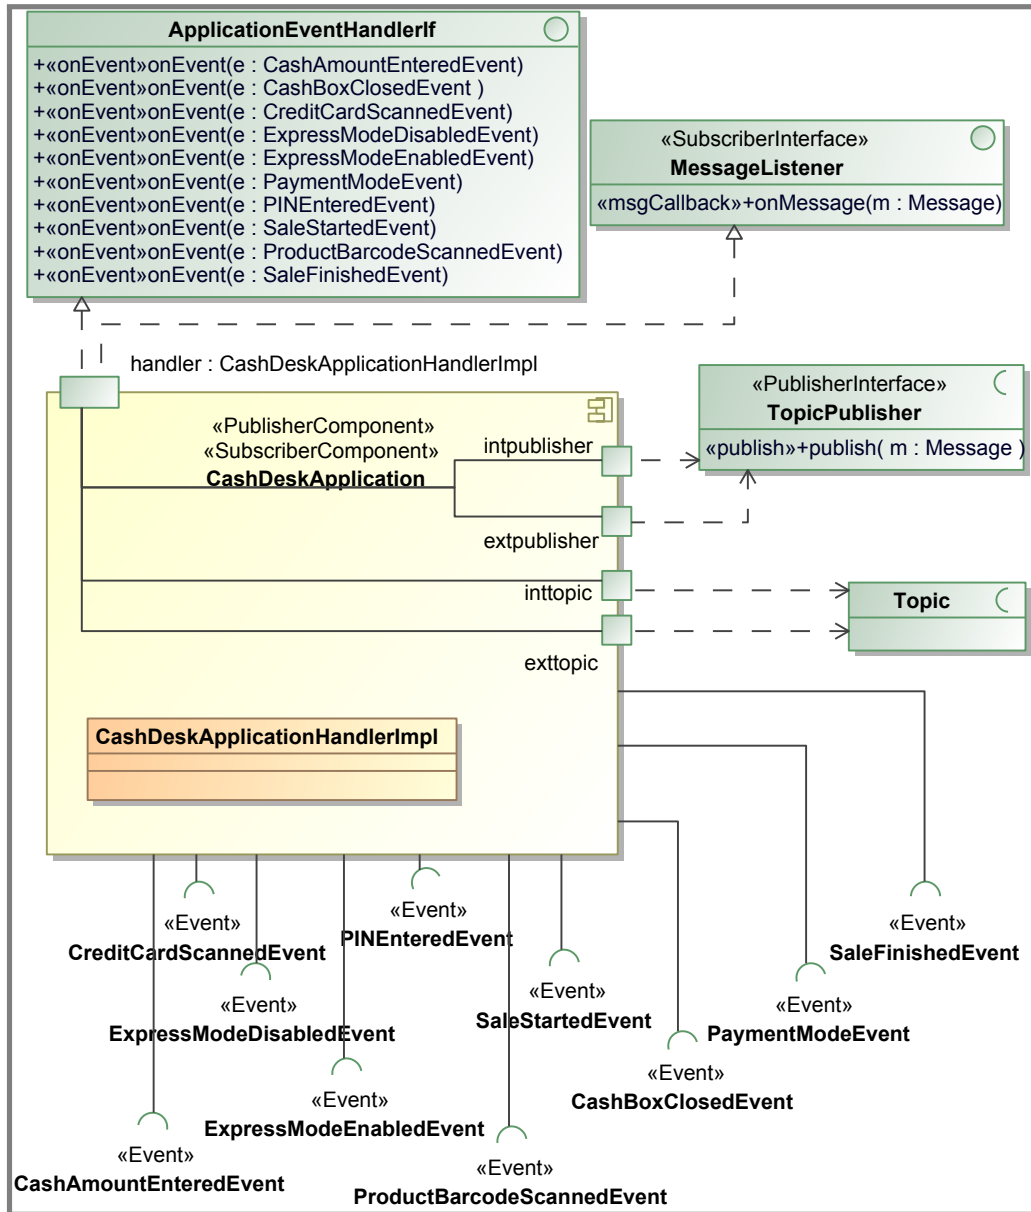 ApplicationEventHandlerIf
+«onEvent»onEvent(e : CashAmountEnteredEvent)
+«onEvent»onEvent(e : CashBoxClosedEvent )
+«onEvent»onEvent(e : CreditCardScannedEvent)
+«onEvent»onEvent(e : ExpressModeDisabledEvent)
+«onEvent»onEvent(e : ExpressModeEnabledEvent)
+«onEvent»onEvent(e : PaymentModeEvent)
+«onEvent»onEvent(e : PINEnteredEvent)
+«onEvent»onEvent(e : SaleStartedEvent)
+«onEvent»onEvent(e : ProductBarcodeScannedEvent)
+«onEvent»onEvent(e : SaleFinishedEvent)
«SubscriberInterface»
MessageListener
«msgCallback»+onMessage(m : Message)
handler : CashDeskApplicationHandlerImpl
«PublisherInterface»
TopicPublisher
«publish»+publish( m : Message )
«PublisherComponent»
«SubscriberComponent»
CashDeskApplication
intpublisher
extpublisher
inttopic
exttopic
Topic
CashDeskApplicationHandlerImpl
«Event»
CreditCardScannedEvent
«Event»
PINEnteredEvent
«Event»
SaleFinishedEvent
«Event»
ExpressModeDisabledEvent
«Event»
SaleStartedEvent
«Event»
PaymentModeEvent
«Event»
CashBoxClosedEvent
«Event»
ExpressModeEnabledEvent
«Event»
CashAmountEnteredEvent
«Event»
ProductBarcodeScannedEvent